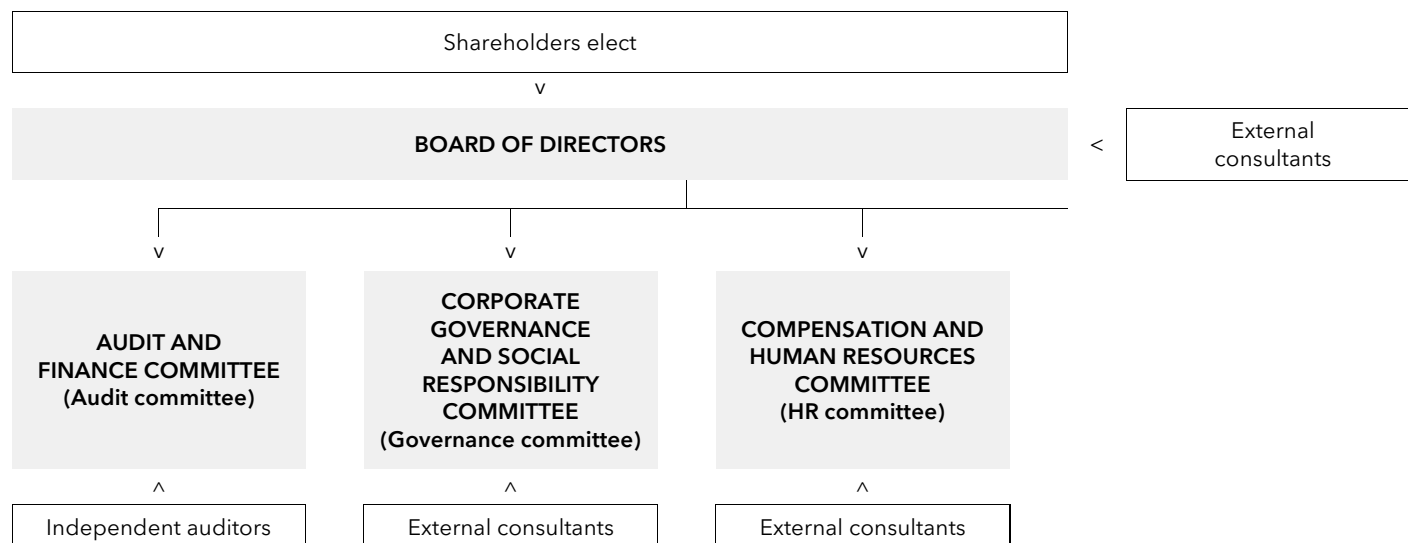 Shareholders elect
v
BOARD OF DIRECTORS
<
External
consultants
v
v
v
AUDIT AND
FINANCE COMMITTEE
(Audit committee)
CORPORATE
GOVERNANCE
AND SOCIAL
RESPONSIBILITY
COMMITTEE
(Governance committee)
COMPENSATION AND
HUMAN RESOURCES
COMMITTEE
(HR committee)
^
^
^
Independent auditors
External consultants
External consultants